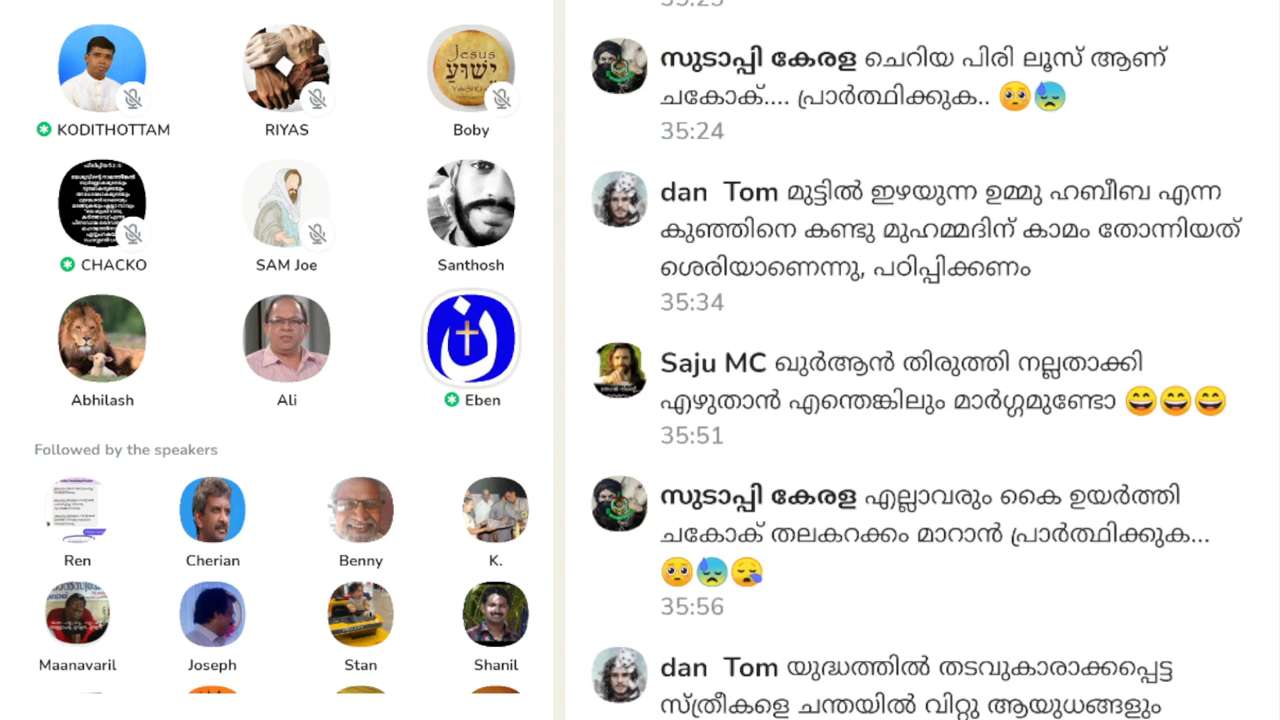 KODITHOTTAM
RIYAS
Jesus
ישוע
Boby
CHACKO
SAM Joe
Santhosh
Abhilash
Ali
Eben
Followed by the speakers
Ren
Cherian
Benny
K.
Maanavaril
Joseph
Stan
Shanil
സുടാപ്പി കേരള ചെറിയ പിരി ലൂസ് ആണ്
ചകോക്.... പ്രാർത്ഥിക്കുക.. 🥺😓
35:24
dan Tom മുട്ടിൽ ഇഴയുന്ന ഉമ്മു ഹബീബ എന്ന
കുഞ്ഞിനെ കണ്ടു മുഹമ്മദിന് കാമം തോന്നിയത്
ശെരിയാണെന്നു, പഠിപ്പിക്കണം
35:34
Saju MC ഖുർആൻ തിരുത്തി നല്ലതാക്കി
എഴുതാൻ എന്തെങ്കിലും മാർഗ്ഗമുണ്ടോ 😄😄😄
35:51
സുടാപ്പി കേരള എല്ലാവരും കൈ ഉയർത്തി
ചകോക് തലകറക്കം മാറാൻ പ്രാർത്ഥിക്കുക...
🥺😓😪
35:56
dan Tom യുദ്ധത്തിൽ തടവുകാരാക്കപ്പെട്ട
സ്ത്രീകളെ ചന്തയിൽ വിറ്റു ആയുധങ്ങളും